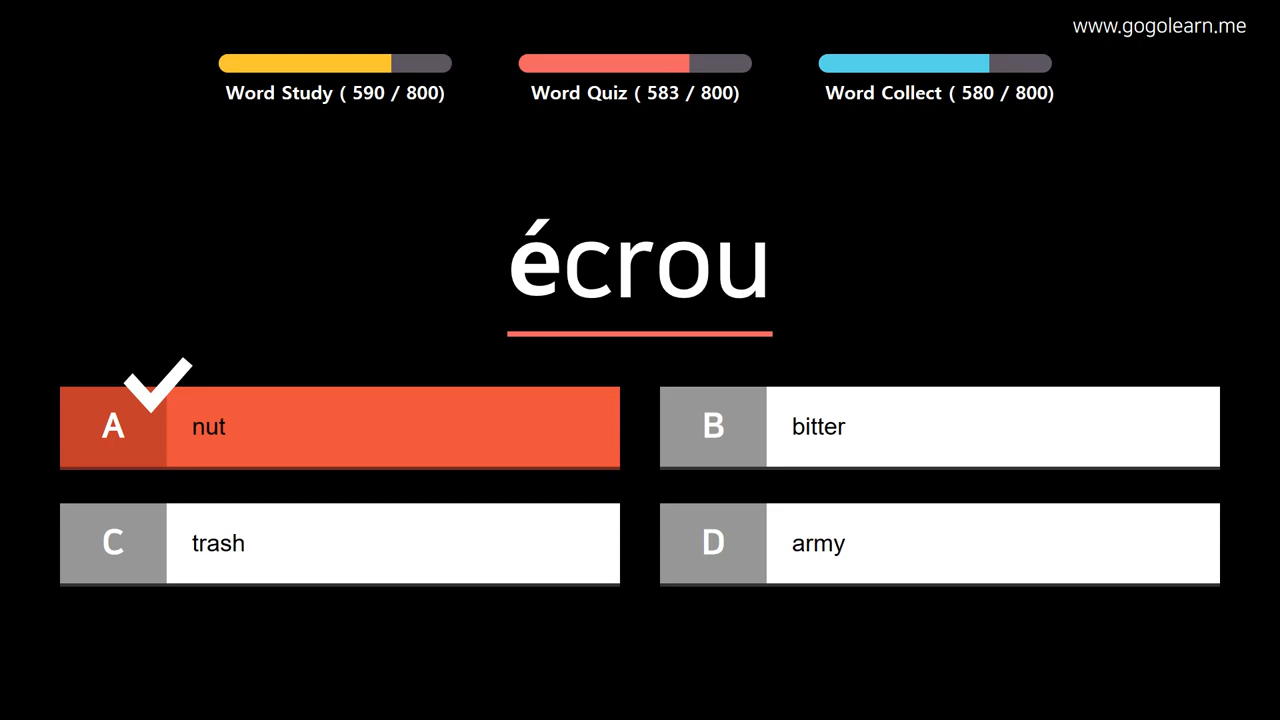 www.gogolearn.me
Word Study ( 590 / 800)
Word Quiz ( 583 / 800)
Word Collect ( 580 / 800)
écrou
A nut
B bitter
C trash
D army